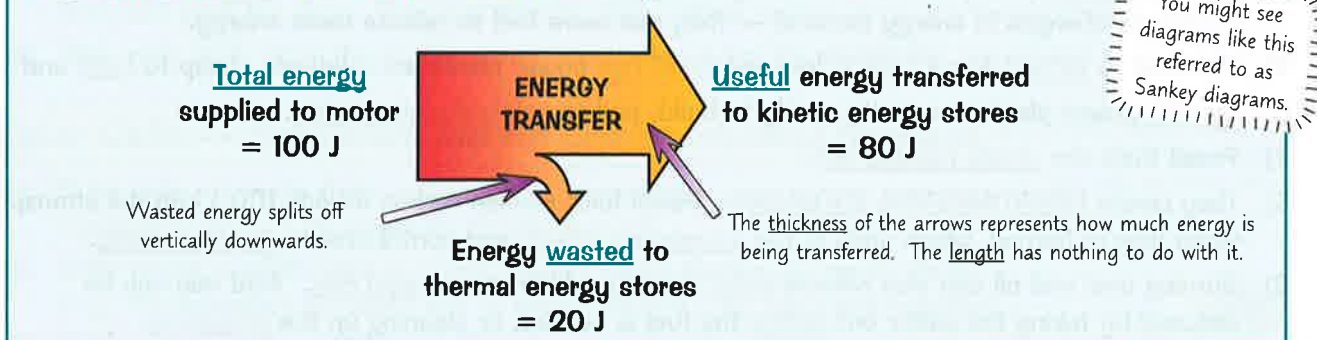 You might see
diagrams like this
referred to as
Sankey diagrams.
Total energy
supplied to motor
= 100 J
ENERGY
TRANSFER
Useful energy transferred
to kinetic energy stores
= 80 J
Wasted energy splits off
vertically downwards.
The thickness of the arrows represents how much energy is
being transferred. The length has nothing to do with it.
Energy wasted to
thermal energy stores
= 20 J